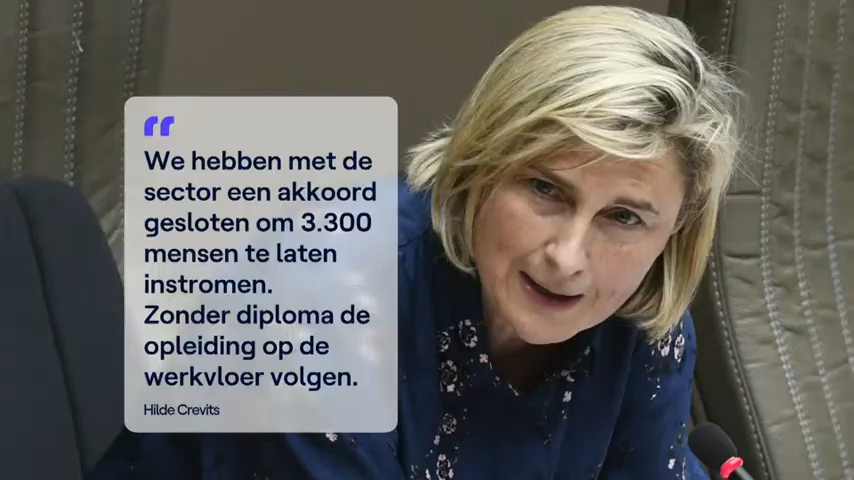 We hebben met de
sector een akkoord
gesloten om 3.300
mensen te laten
instromen.
Zonder diploma de
opleiding op de
werkvloer volgen.
Hilde Crevits